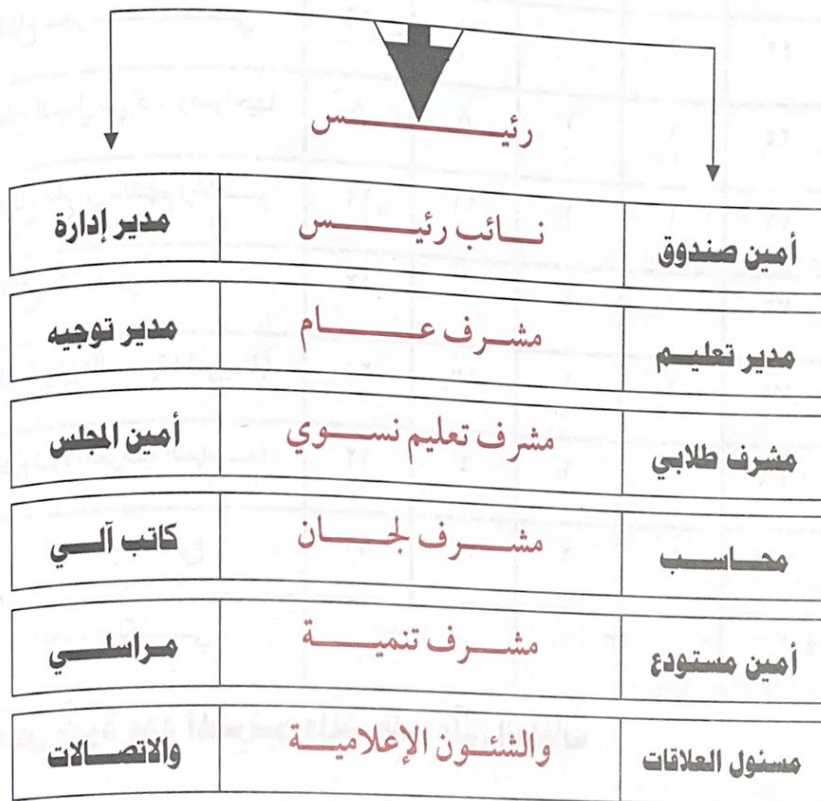 رئيس
أمين صندوق نائب رئيس مدير إدارة
مدير تعليم مشرف عام مدير توجيه
مشرف طلابي مشرف تعليم نسوي أمين المجلس
محاسب مشرف لجان كاتب آلي
أمين مستودع مشرف تنمية مراسلي
مسئول العلاقات والشئون الإعلامية والاتصالات